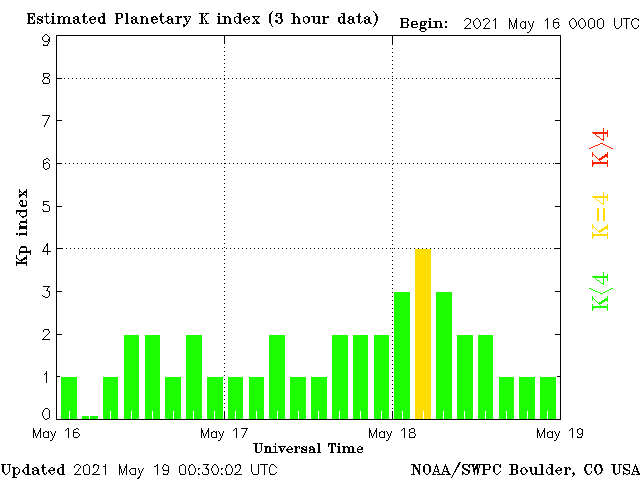 Estimated Planetary K index (3 hour data) Begin: 2021 May 16 0000 UTC
9
8
7
6
5
4
3
2
1
0
Kp index
K>4
K=4
K<4
May 16 May 17 May 18 May 19
Universal Time
Updated 2021 May 19 00:30:02 UTC NOAA/SWPC Boulder, CO USA